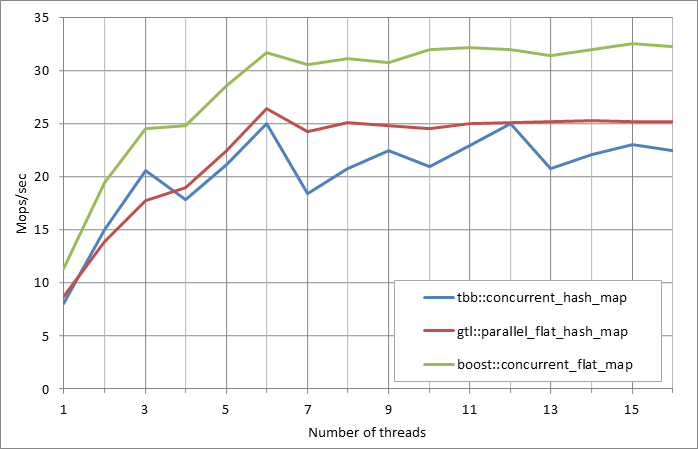 35
30
25
20
15
10
5
0
Mops/sec
tbb::concurrent_hash_map
gtl::parallel_flat_hash_map
boost::concurrent_flat_map
1 3 5 7 9 11 13 15
Number of threads